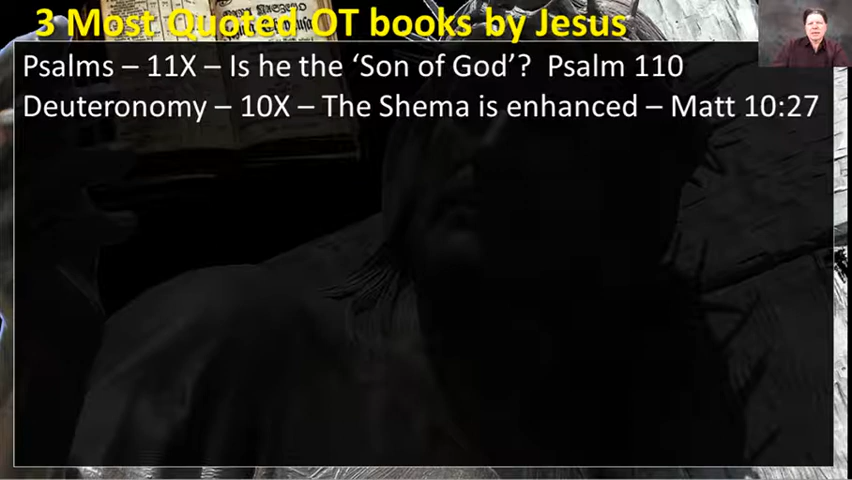 3 Most Quoted OT books by Jesus
Psalms – 11X – Is he the ‘Son of God’? Psalm 110
Deuteronomy – 10X – The Shema is enhanced – Matt 10:27